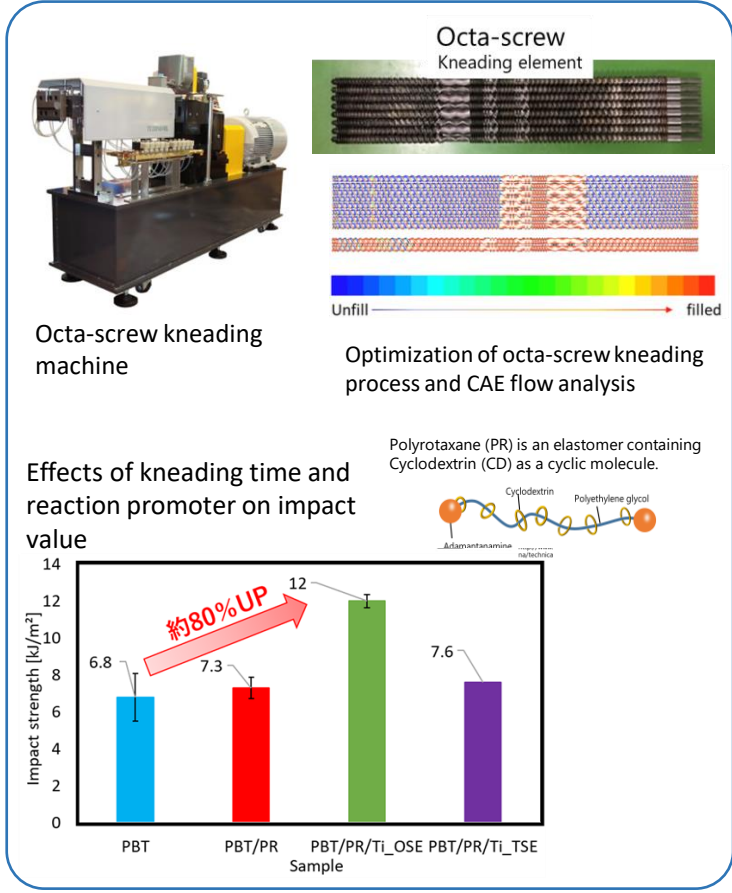 Octa-screw
Kneading element
Unfill
filled
Octa-screw kneading
machine
Optimization of octa-screw kneading
process and CAE flow analysis
Polyrotaxane (PR) is an elastomer containing
Cyclodextrin (CD) as a cyclic molecule.
Effects of kneading time and
reaction promoter on impact
value
Cyclodextrin
Polyethylene glycol
Adamantanamine
na/technica
Impact strength [kJ/m²]
14
12
10
8
6
4
2
0
約80%UP
6.8
7.3
12
7.6
PBT
PBT/PR
PBT/PR/Ti_OSE
PBT/PR/Ti_TSE
Sample